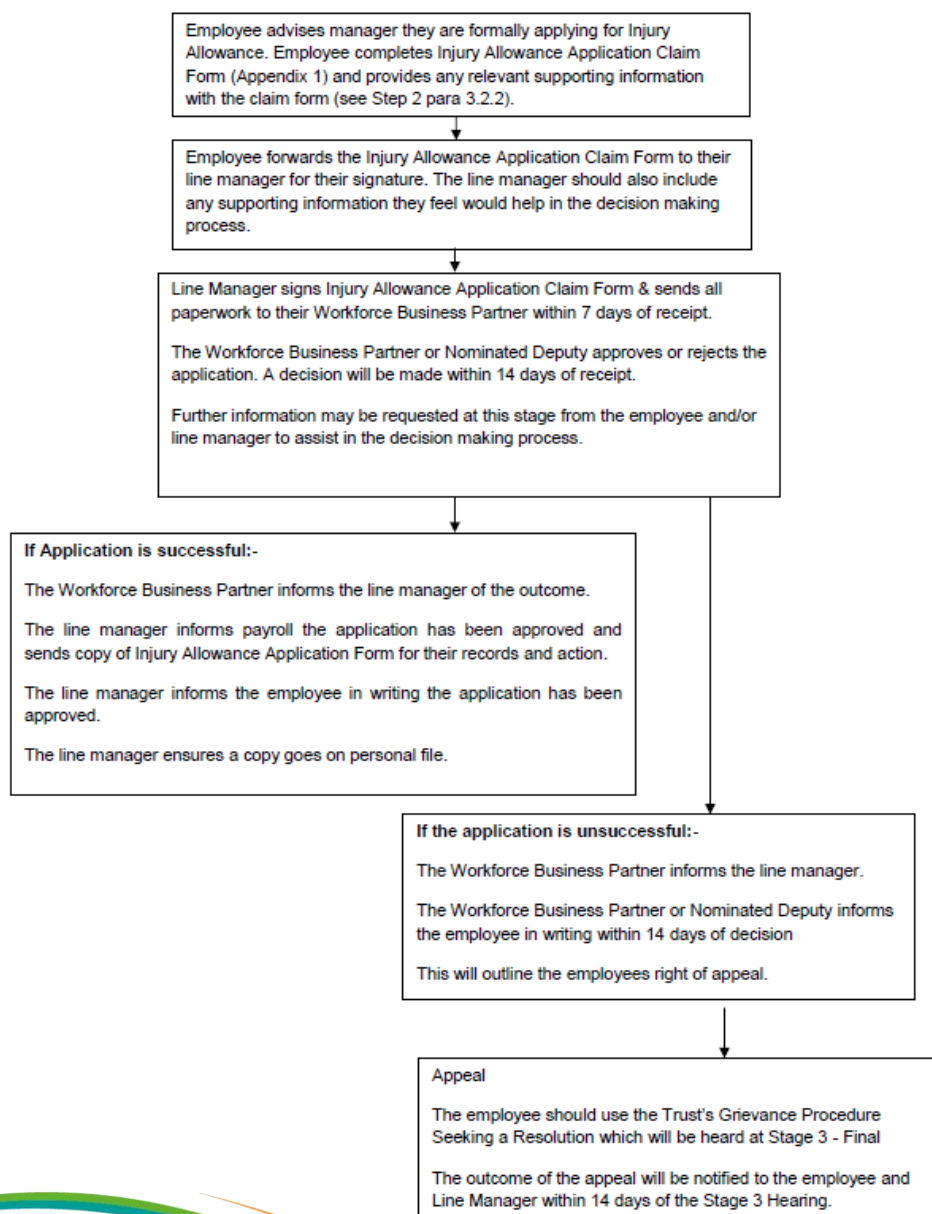 Employee advises manager they are formally applying for Injury
Allowance. Employee completes Injury Allowance Application Claim
Form (Appendix 1) and provides any relevant supporting information
with the claim form (see Step 2 para 3.2.2).
Employee forwards the Injury Allowance Application Claim Form to their
line manager for their signature. The line manager should also include
any supporting information they feel would help in the decision making
process.
Line Manager signs Injury Allowance Application Claim Form & sends all
paperwork to their Workforce Business Partner within 7 days of receipt.
The Workforce Business Partner or Nominated Deputy approves or rejects the
application. A decision will be made within 14 days of receipt.
Further information may be requested at this stage from the employee and/or
line manager to assist in the decision making process.
If Application is successful:-
The Workforce Business Partner informs the line manager of the outcome.
The line manager informs payroll the application has been approved and
sends copy of Injury Allowance Application Form for their records and action.
The line manager informs the employee in writing the application has been
approved.
The line manager ensures a copy goes on personal file.
If the application is unsuccessful:-
The Workforce Business Partner informs the line manager.
The Workforce Business Partner or Nominated Deputy informs
the employee in writing within 14 days of decision
This will outline the employees right of appeal.
Appeal
The employee should use the Trust's Grievance Procedure
Seeking a Resolution which will be heard at Stage 3 - Final
The outcome of the appeal will be notified to the employee and
Line Manager within 14 days of the Stage 3 Hearing.